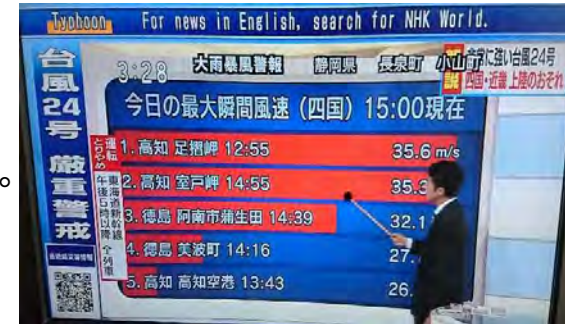 Typhoon For news in English, search for NHK World.
台風24号 厳重警戒
3:28
大雨暴風警報 静岡県 長泉町 小山町
台風24号
四国・近畿 上陸のおそれ
今日の最大瞬間風速（四国）15:00現在
運転とりやめ
東海道新幹線 午後5時以降 全列車
1. 高知 足摺岬 12:55 35.6 m/s
2. 高知 室戸岬 14:55 35.3
3. 徳島 阿南市蒲生田 14:39 32.1
4. 徳島 美波町 14:16 27.
5. 高知 高知空港 13:43 26.